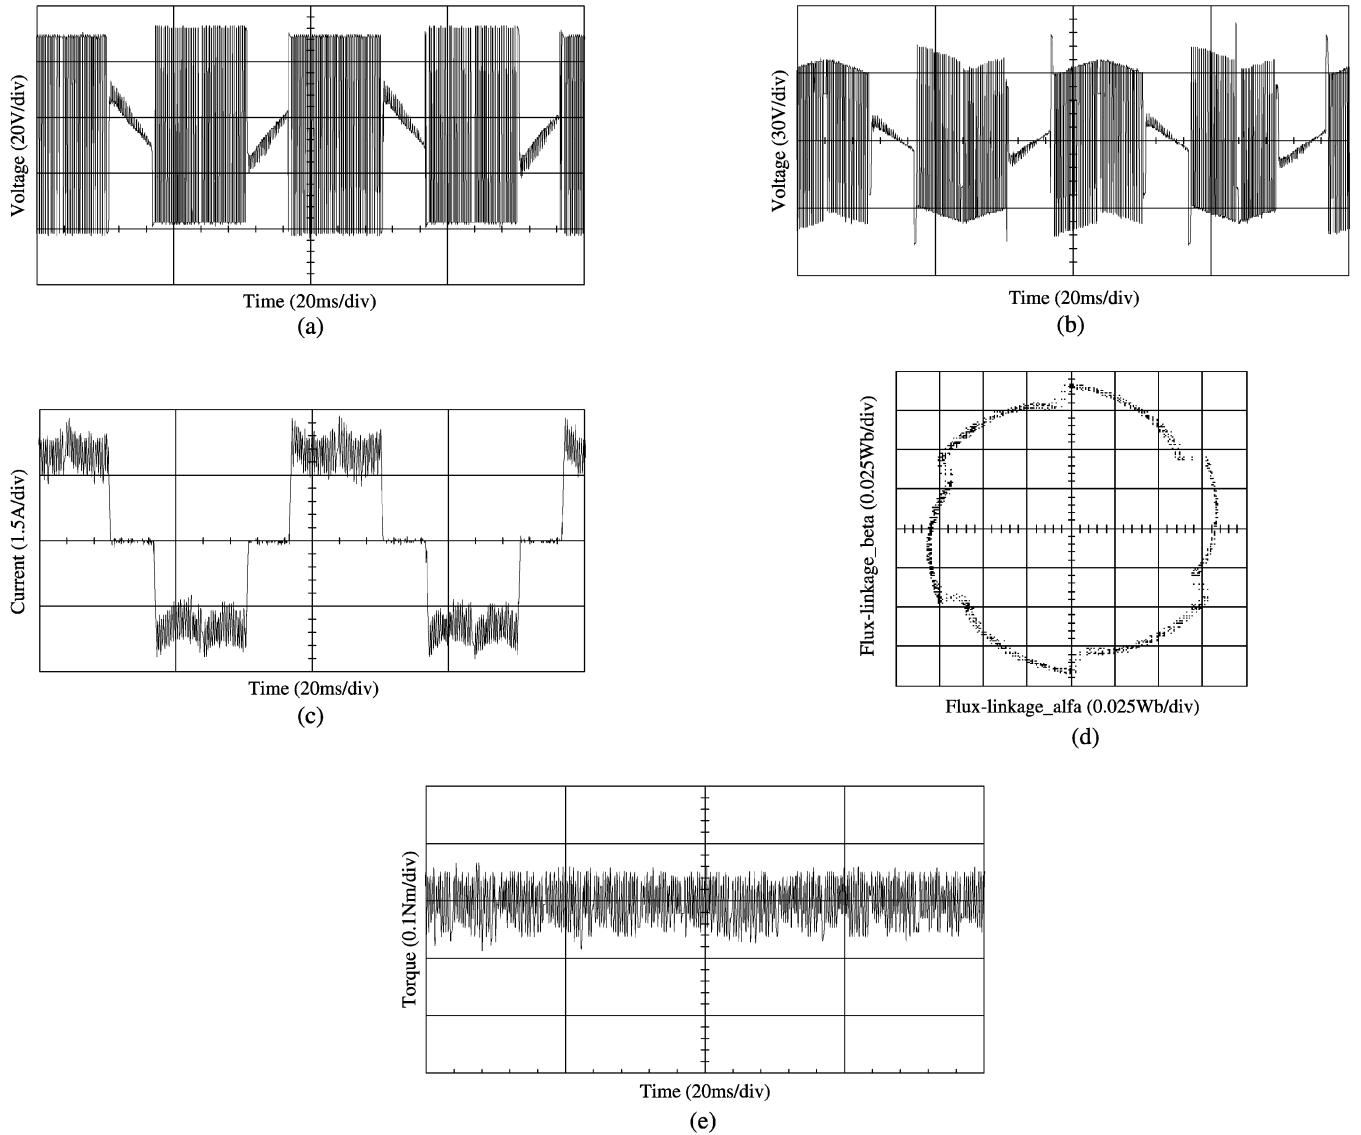 Voltage (20V/div)
Time (20ms/div)
(a)
Voltage (30V/div)
Time (20ms/div)
(b)
Current (1.5A/div)
Time (20ms/div)
(c)
Flux-linkage_beta (0.025Wb/div)
Flux-linkage_alfa (0.025Wb/div)
(d)
Torque (0.1Nm/div)
Time (20ms/div)
(e)